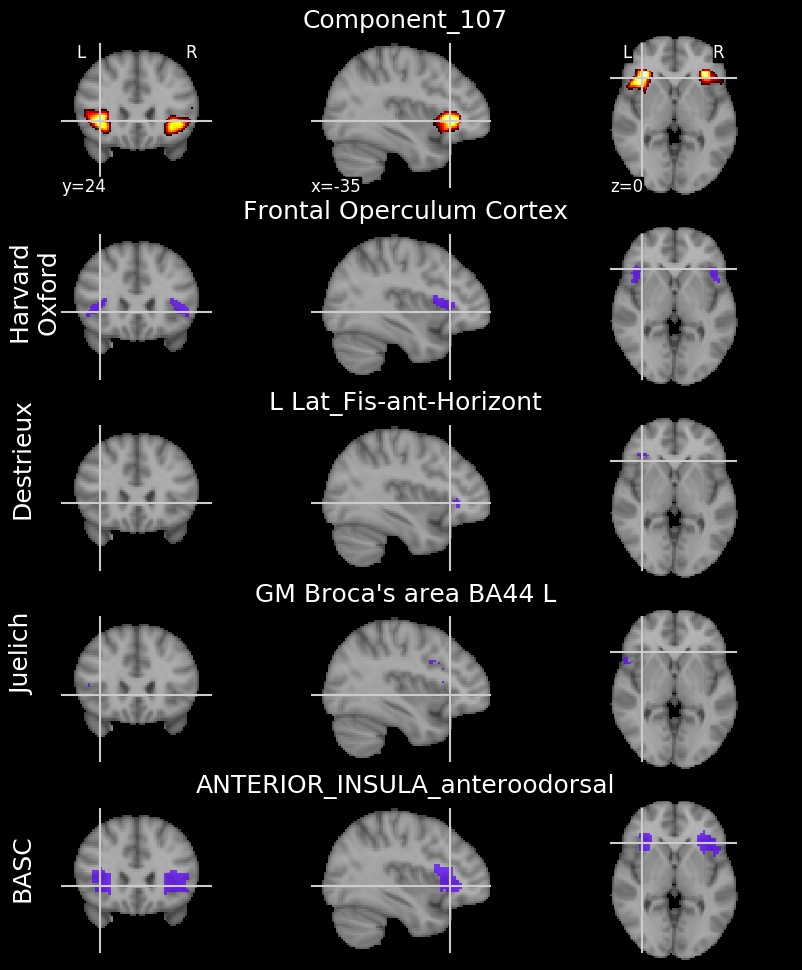 Component_107
L R
L R
y=24
x=-35
z=0
Frontal Operculum Cortex
Harvard
Oxford
L Lat_Fis-ant-Horizont
Destrieux
GM Broca's area BA44 L
Juelich
ANTERIOR_INSULA_anteroodorsal
BASC